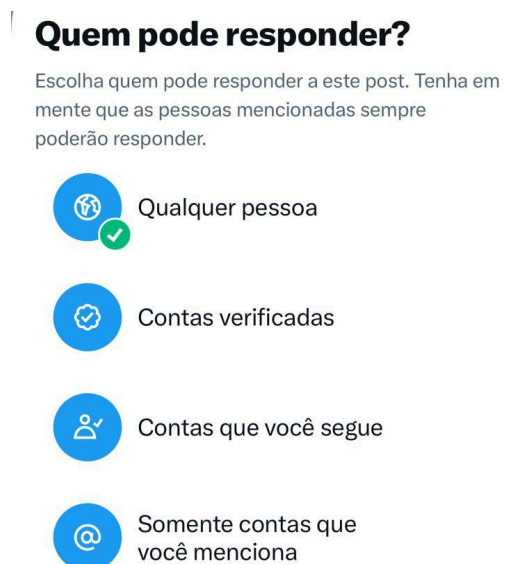 Quem pode responder?
Escolha quem pode responder a este post. Tenha em
mente que as pessoas mencionadas sempre
poderão responder.
Qualquer pessoa
Contas verificadas
Contas que você segue
@
Somente contas que
você menciona